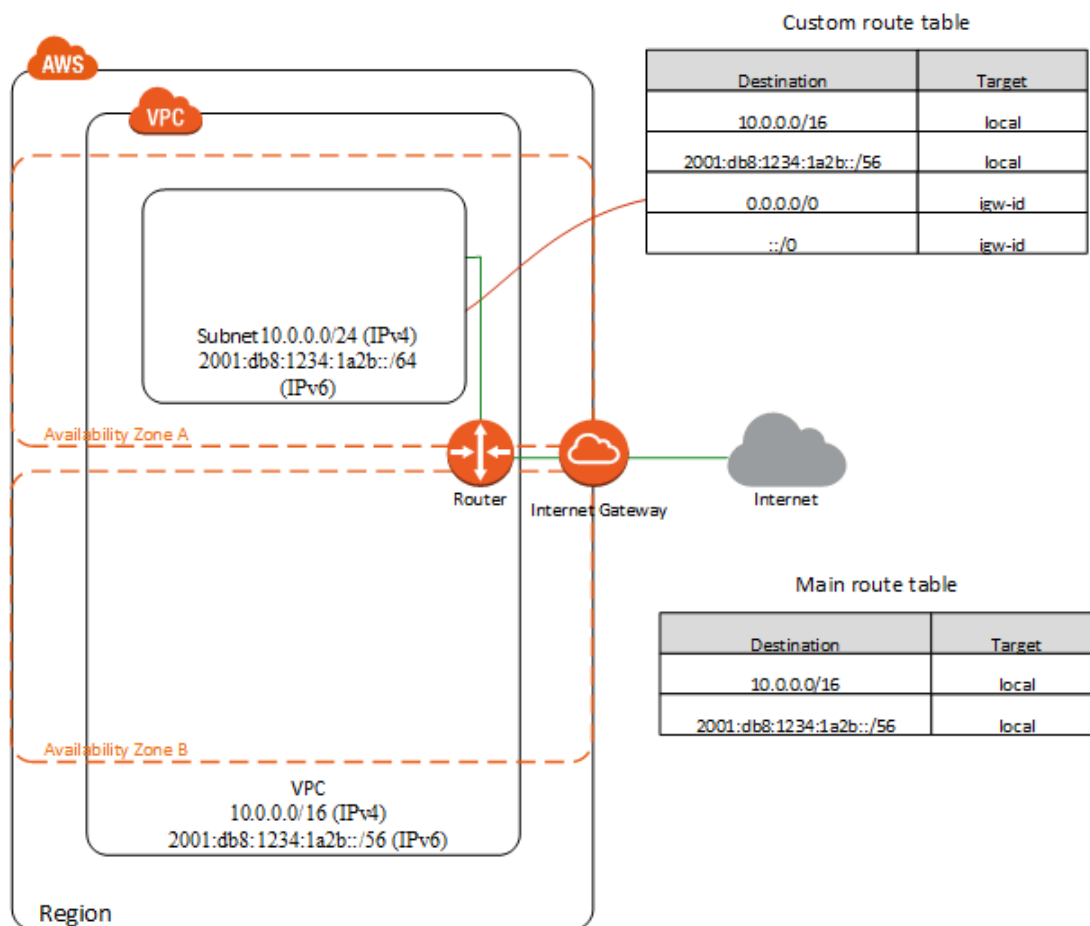 Custom route table
Destination Target
10.0.0.0/16 local
2001:db8:1234:1a2b::/56 local
0.0.0.0/0 igw-id
::/0 igw-id
AWS
VPC
Subnet 10.0.0.0/24 (IPv4)
2001:db8:1234:1a2b::/64
(IPv6)
Availability Zone A
Router
Internet Gateway
Internet
Main route table
Destination Target
10.0.0.0/16 local
2001:db8:1234:1a2b::/56 local
Availability Zone B
VPC
10.0.0.0/16 (IPv4)
2001:db8:1234:1a2b::/56 (IPv6)
Region